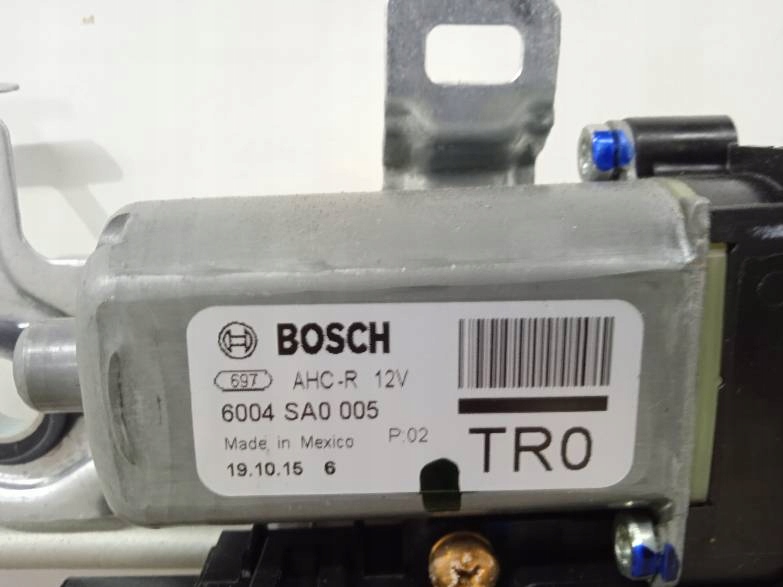 BOSCH
697 AHC-R 12V
6004 SA0 005
Made in Mexico P:02
19.10.15 6
TR0